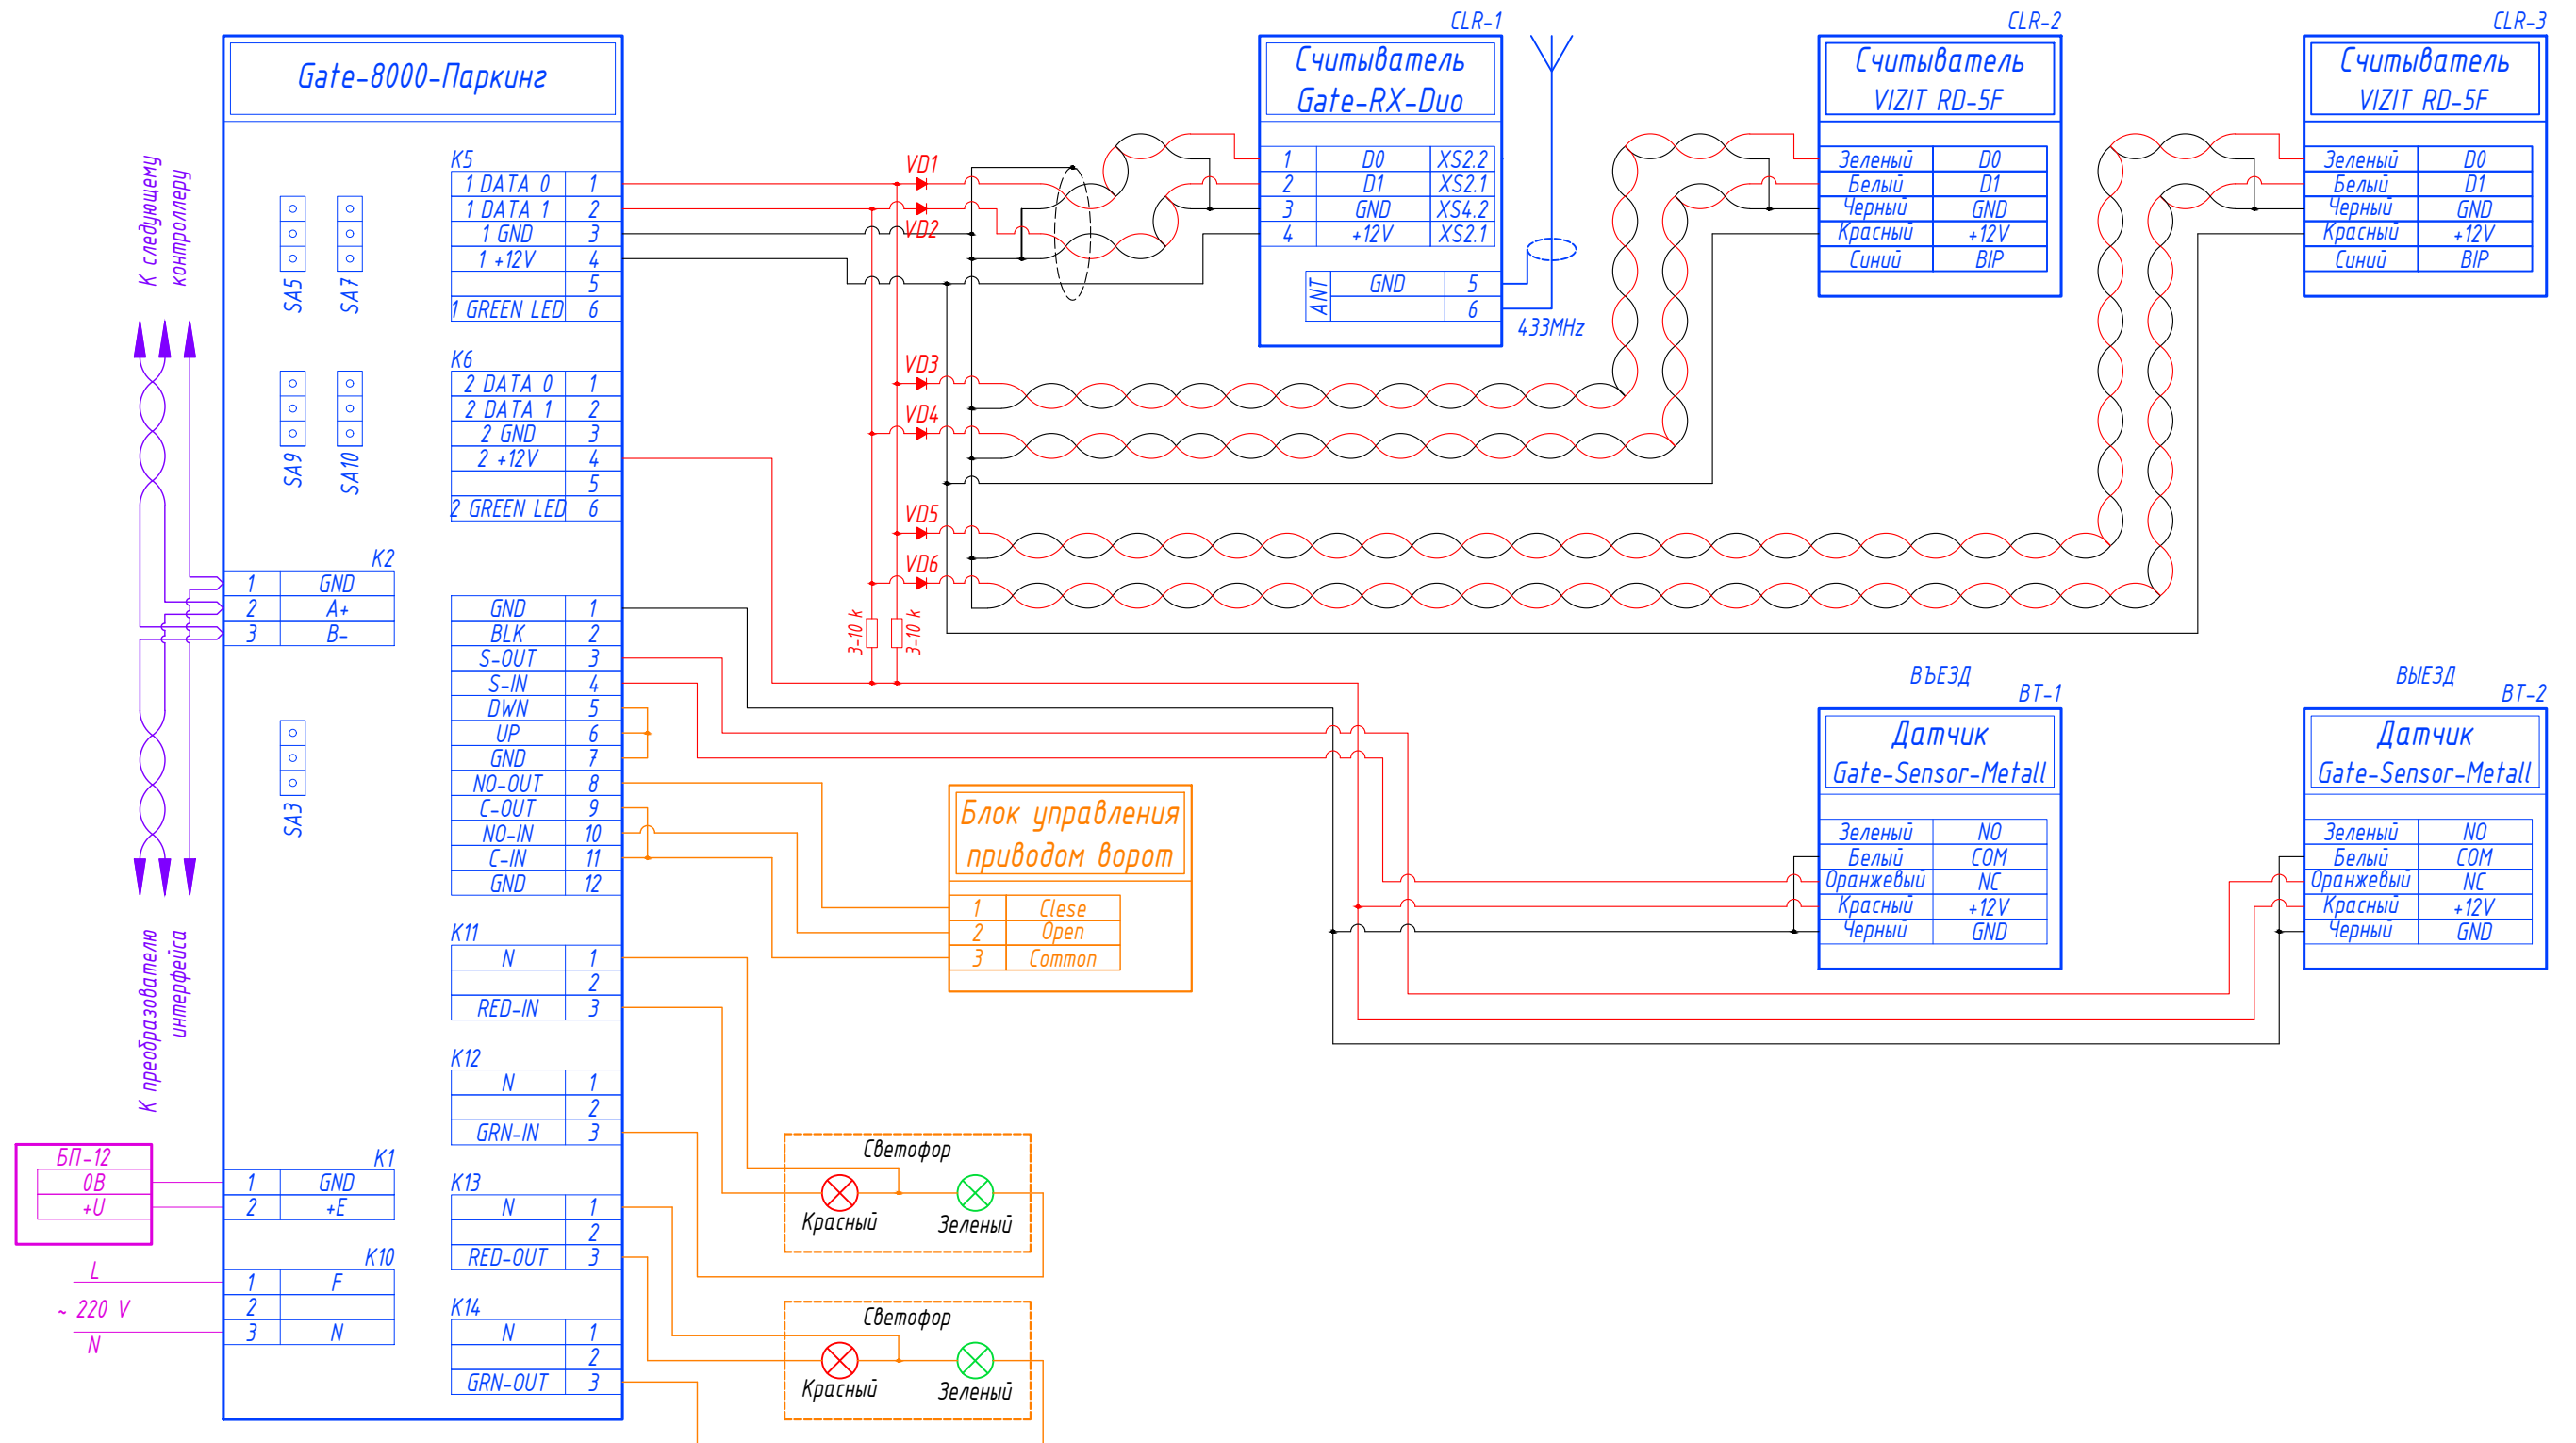 CLR-1
CLR-2
CLR-3
Gate-8000-Паркинг
Считыватель
Gate-RX-Duo
Считыватель
VIZIT RD-5F
Считыватель
VIZIT RD-5F
К следующему
контроллеру
SA5
SA7
SA9
SA10
SA3
K5
1 DATA 0 1
1 DATA 1 2
1 GND 3
1 +12V 4
5
1 GREEN LED 6
K6
2 DATA 0 1
2 DATA 1 2
2 GND 3
2 +12V 4
5
2 GREEN LED 6
VD1
VD2
VD3
VD4
VD5
VD6
3-10 k
3-10 k
1 D0 XS2.2
2 D1 XS2.1
3 GND XS4.2
4 +12V XS2.1
ANT
GND 5
6
433MHz
Зеленый D0
Белый D1
Черный GND
Красный +12V
Синий BIP
Зеленый D0
Белый D1
Черный GND
Красный +12V
Синий BIP
K2
1 GND
2 A+
3 B-
GND 1
BLK 2
S-OUT 3
S-IN 4
DWN 5
UP 6
GND 7
NO-OUT 8
C-OUT 9
NO-IN 10
C-IN 11
GND 12
Блок управления
приводом ворот
1 Clese
2 Open
3 Common
ВЪЕЗД
BT-1
Датчик
Gate-Sensor-Metall
Зеленый NO
Белый COM
Оранжевый NC
Красный +12V
Черный GND
ВЫЕЗД
BT-2
Датчик
Gate-Sensor-Metall
Зеленый NO
Белый COM
Оранжевый NC
Красный +12V
Черный GND
К преобразователю
интерфейса
K11
N 1
2
RED-IN 3
K12
N 1
2
GRN-IN 3
K13
N 1
2
RED-OUT 3
K14
N 1
2
GRN-OUT 3
БП-12
0В
+U
K1
1 GND
2 +E
K10
1 F
2
3 N
L
~ 220 V
N
Светофор
Красный
Зеленый
Светофор
Красный
Зеленый